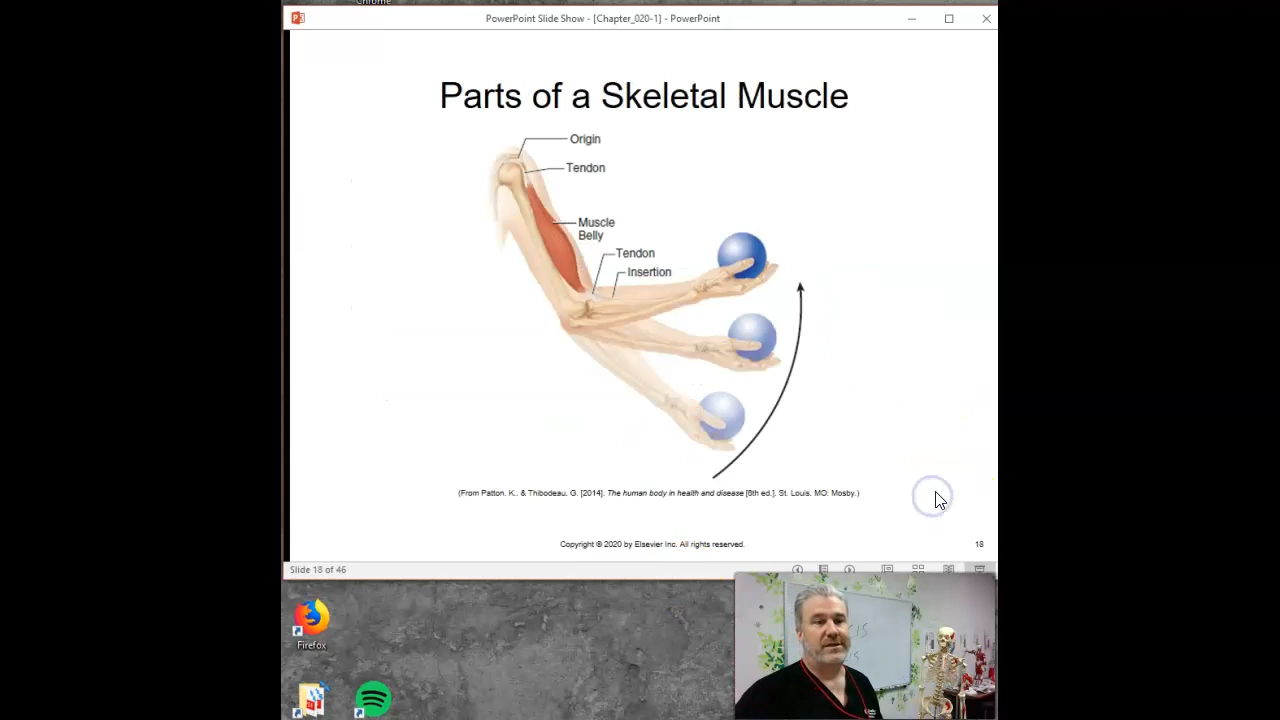 Chrome
PowerPoint Slide Show - [Chapter_020-1] - PowerPoint
Parts of a Skeletal Muscle
Origin
Tendon
Muscle
Belly
Tendon
Insertion
(From Patton, K., & Thibodeau, G. [2014]. The human body in health and disease [6th ed.]. St. Louis, MO: Mosby.)
Copyright © 2020 by Elsevier Inc. All rights reserved.
18
Slide 18 of 46
Firefox